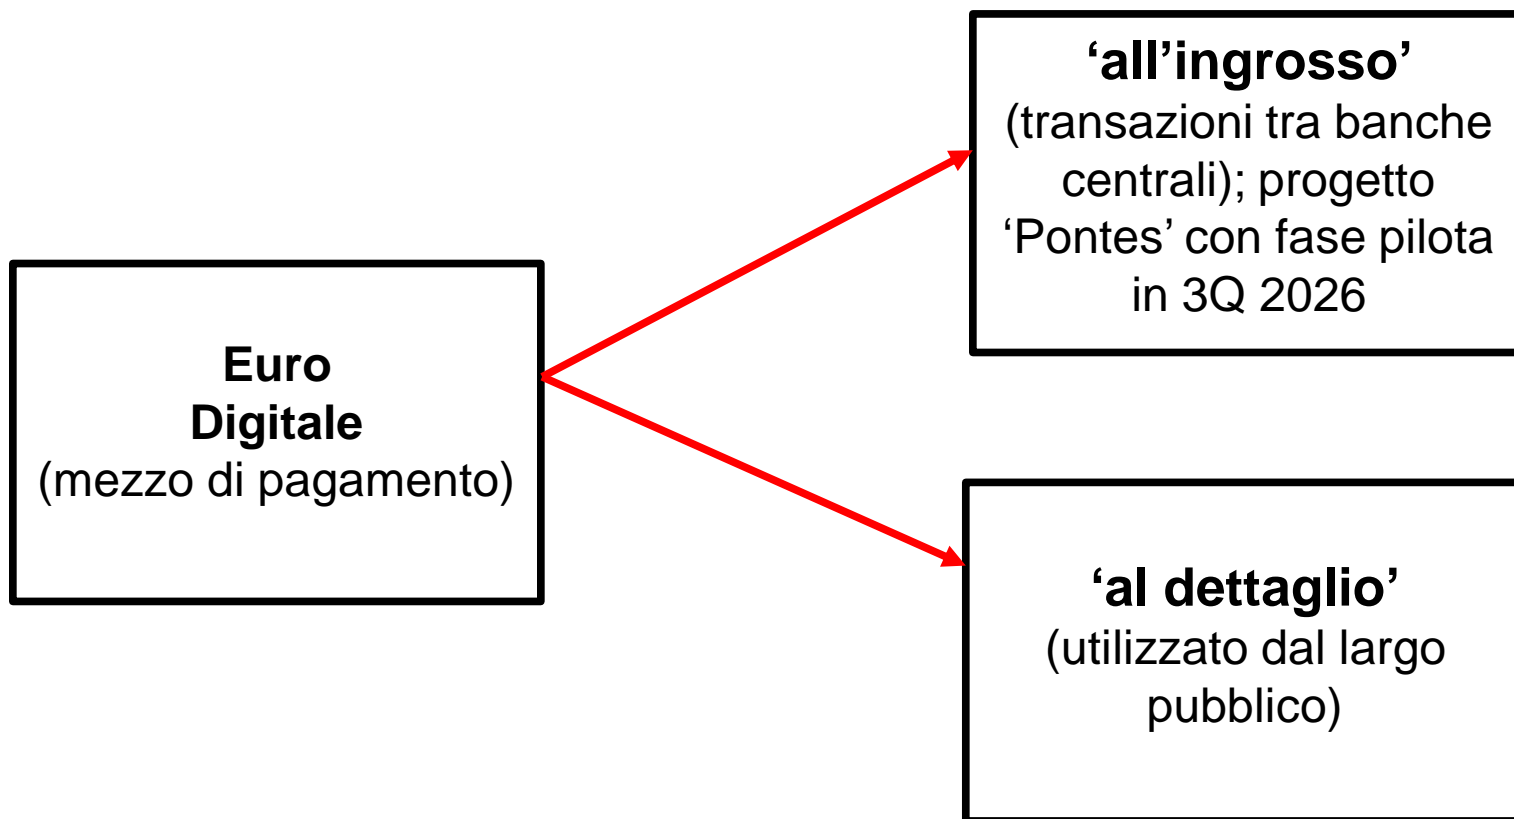 Euro
Digitale
(mezzo di pagamento)
‘all’ingrosso’
(transazioni tra banche
centrali); progetto
‘Pontes’ con fase pilota
in 3Q 2026
‘al dettaglio’
(utilizzato dal largo
pubblico)